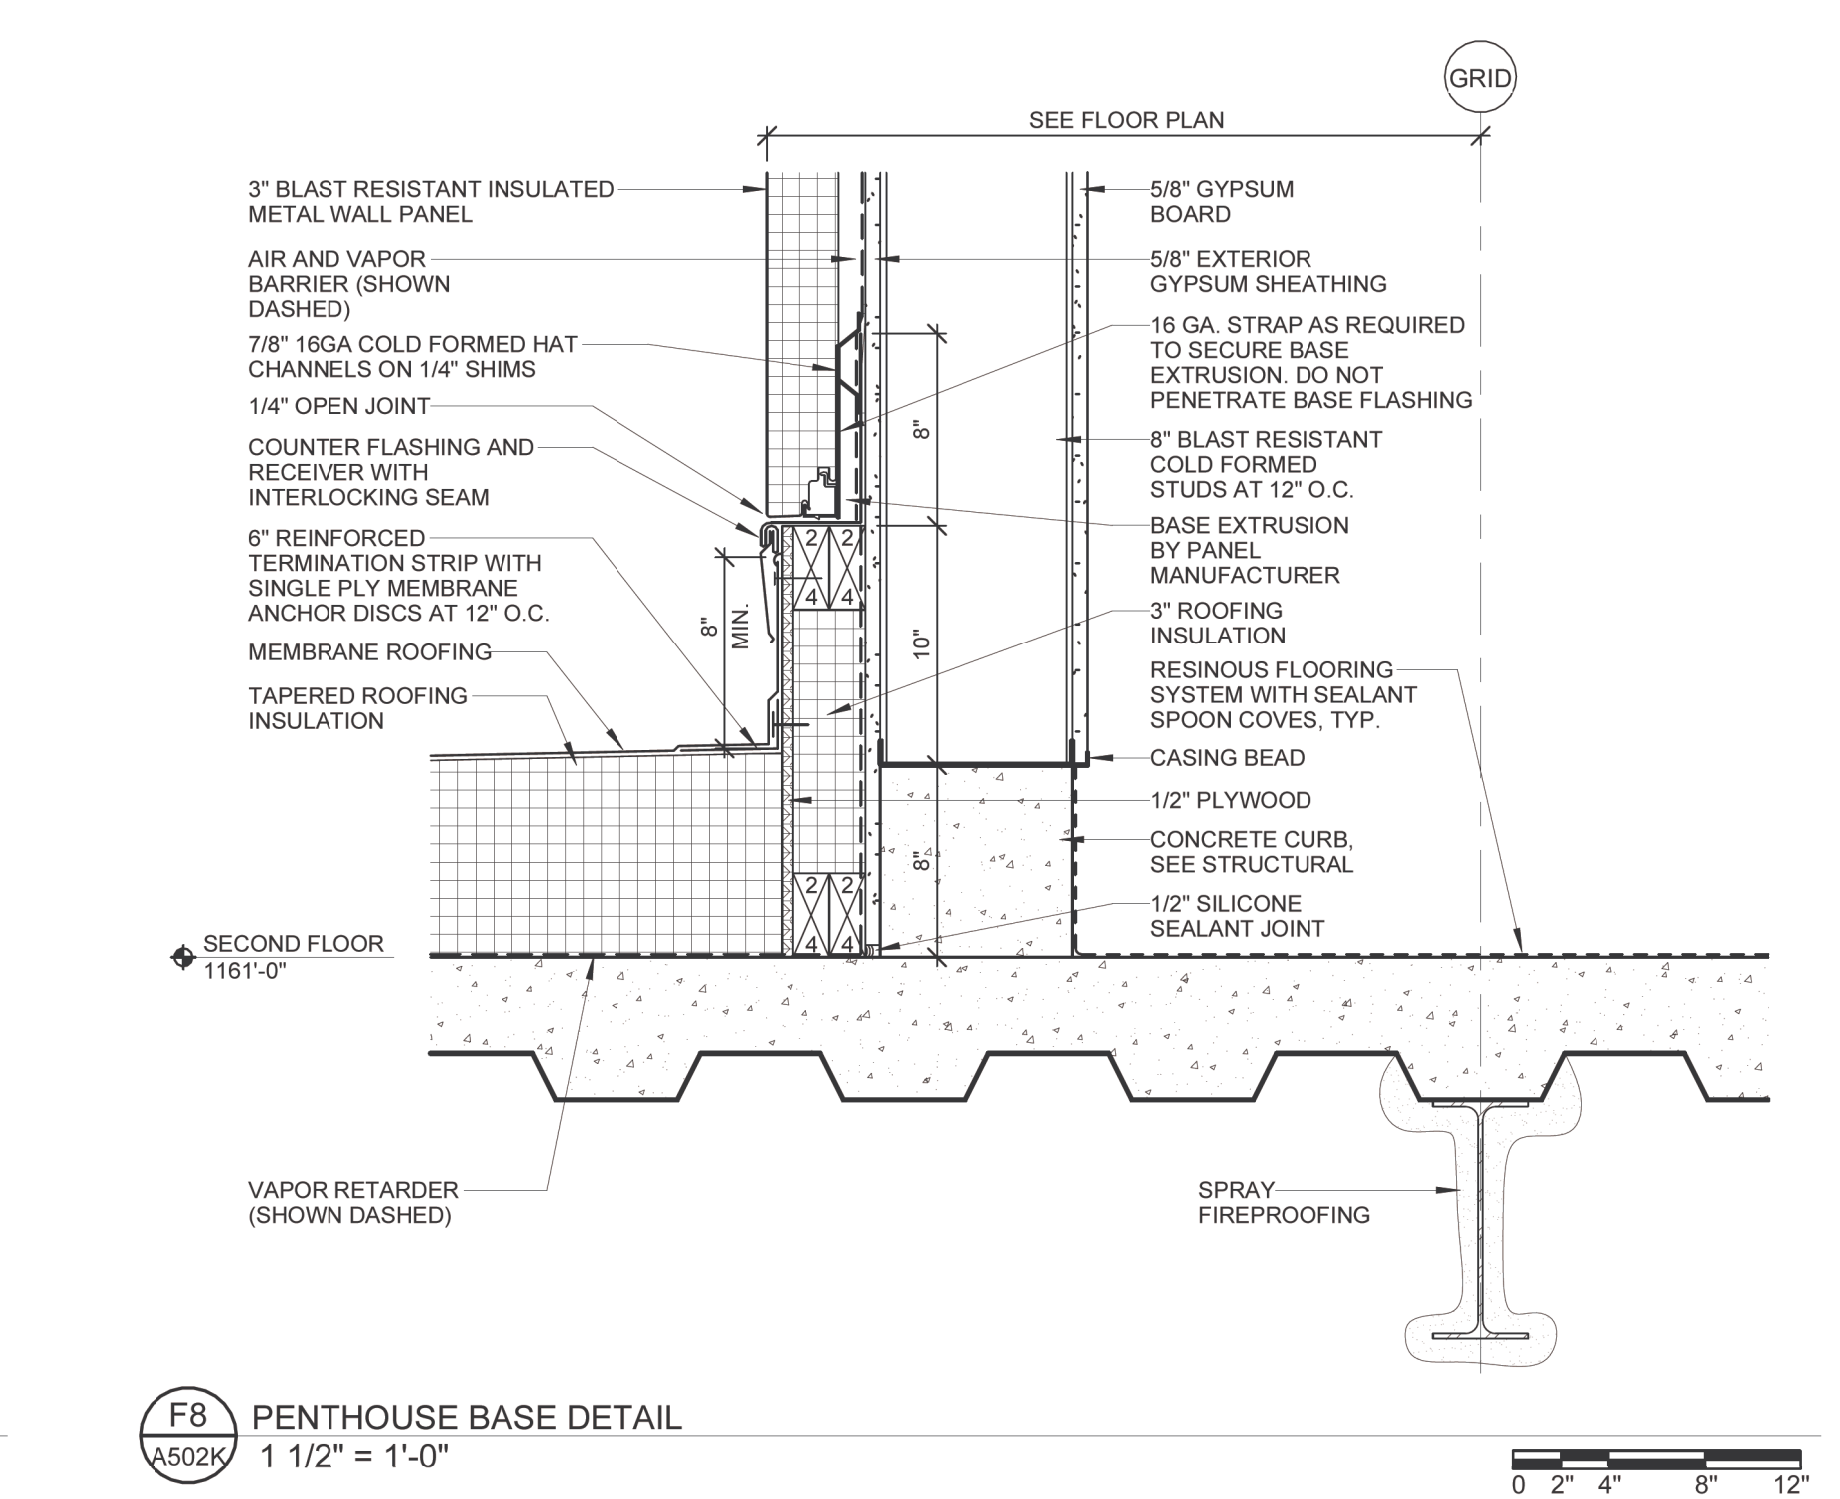 GRID
SEE FLOOR PLAN
3" BLAST RESISTANT INSULATED
METAL WALL PANEL
AIR AND VAPOR
BARRIER (SHOWN
DASHED)
7/8" 16GA COLD FORMED HAT
CHANNELS ON 1/4" SHIMS
1/4" OPEN JOINT
COUNTER FLASHING AND
RECEIVER WITH
INTERLOCKING SEAM
6" REINFORCED
TERMINATION STRIP WITH
SINGLE PLY MEMBRANE
ANCHOR DISCS AT 12" O.C.
MEMBRANE ROOFING
TAPERED ROOFING
INSULATION
SECOND FLOOR
1161'-0"
VAPOR RETARDER
(SHOWN DASHED)
8"
MIN.
2 2
4 4
2 2
4 4
8"
10"
8"
5/8" GYPSUM
BOARD
5/8" EXTERIOR
GYPSUM SHEATHING
16 GA. STRAP AS REQUIRED
TO SECURE BASE
EXTRUSION. DO NOT
PENETRATE BASE FLASHING
8" BLAST RESISTANT
COLD FORMED
STUDS AT 12" O.C.
BASE EXTRUSION
BY PANEL
MANUFACTURER
3" ROOFING
INSULATION
RESINOUS FLOORING
SYSTEM WITH SEALANT
SPOON COVES, TYP.
CASING BEAD
1/2" PLYWOOD
CONCRETE CURB,
SEE STRUCTURAL
1/2" SILICONE
SEALANT JOINT
SPRAY
FIREPROOFING
F8
A502K
PENTHOUSE BASE DETAIL
1 1/2" = 1'-0"
0 2" 4" 8" 12"